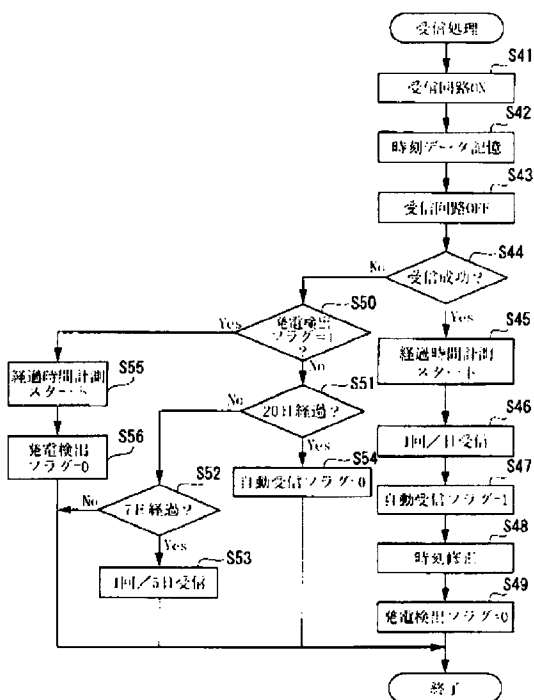 受信処理
S41
受信回路ON
S42
時刻データ記憶
S43
受信回路OFF
S44
受信成功?
No
Yes
S45
経過時間計測
スタート
S46
1回/1日受信
S47
自動受信フラグ=1
S48
時刻修正
S49
発電検出フラグ=0
S50
発電検出
フラグ=1
?
Yes
No
S51
20日経過?
No
Yes
S54
自動受信フラグ=0
S52
7日経過?
No
Yes
S53
1回/5日受信
S55
経過時間計測
スタート
S56
発電検出
フラグ=0
終了